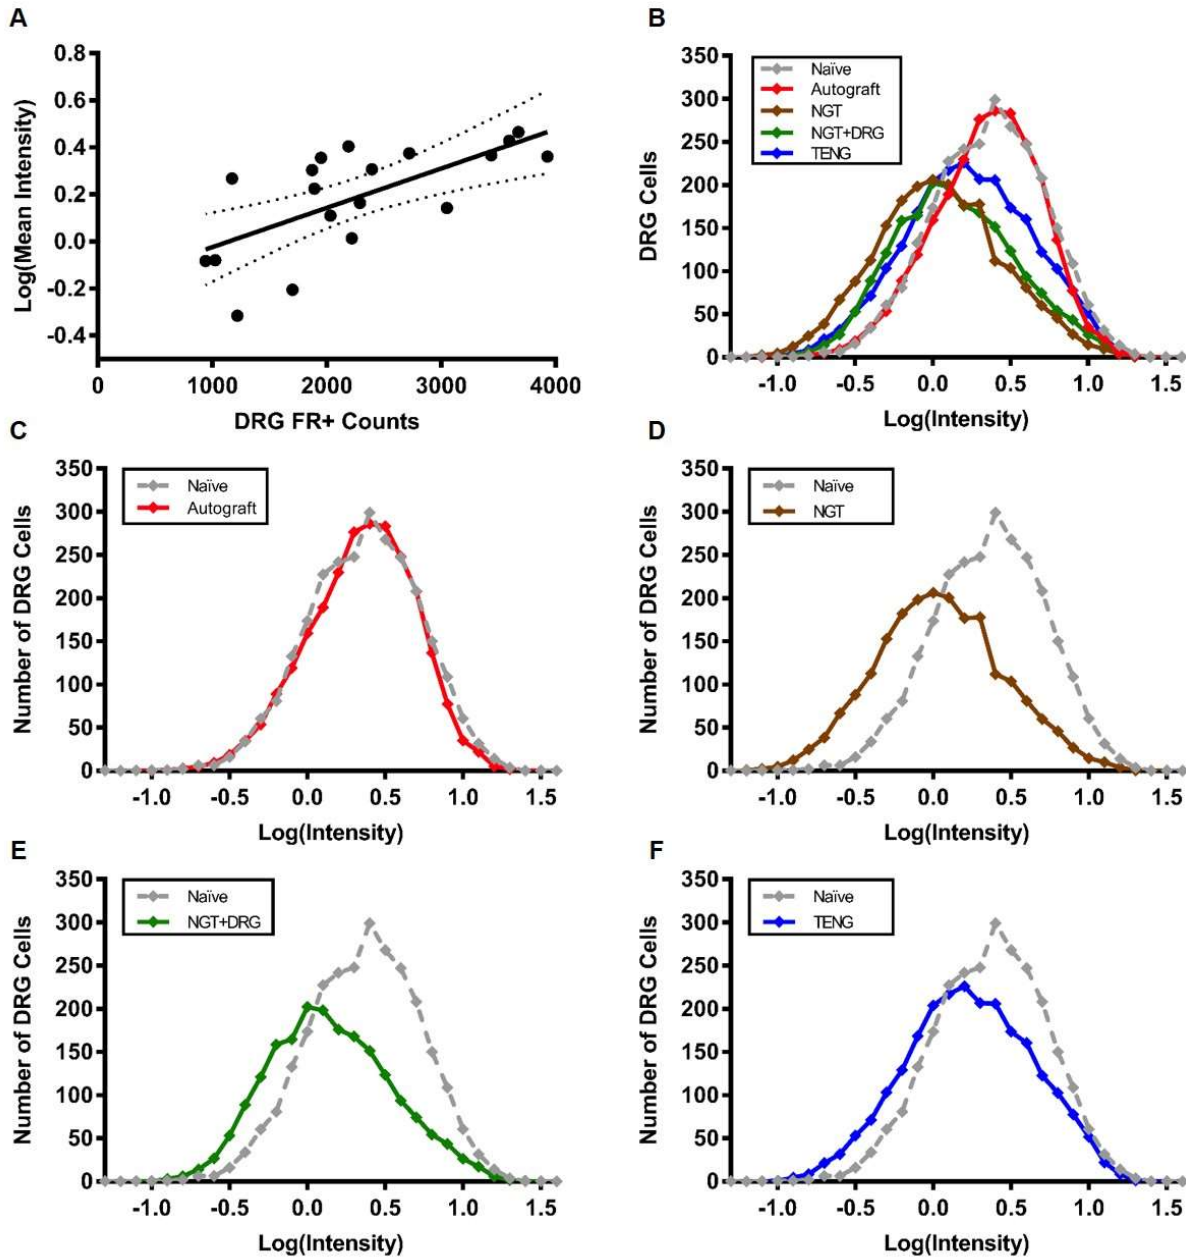 A
0.8
0.6
0.4
0.2
0.0
-0.2
-0.4
Log(Mean Intensity)
0 1000 2000 3000 4000
DRG FR+ Counts
B
350
300
250
200
150
100
50
0
DRG Cells
Naïve
Autograft
NGT
NGT+DRG
TENG
-1.0 -0.5 0.0 0.5 1.0 1.5
Log(Intensity)
C
350
300
250
200
150
100
50
0
Number of DRG Cells
Naïve
Autograft
-1.0 -0.5 0.0 0.5 1.0 1.5
Log(Intensity)
D
350
300
250
200
150
100
50
0
Number of DRG Cells
Naïve
NGT
-1.0 -0.5 0.0 0.5 1.0 1.5
Log(Intensity)
E
350
300
250
200
150
100
50
0
Number of DRG Cells
Naïve
NGT+DRG
-1.0 -0.5 0.0 0.5 1.0 1.5
Log(Intensity)
F
350
300
250
200
150
100
50
0
Number of DRG Cells
Naïve
TENG
-1.0 -0.5 0.0 0.5 1.0 1.5
Log(Intensity)